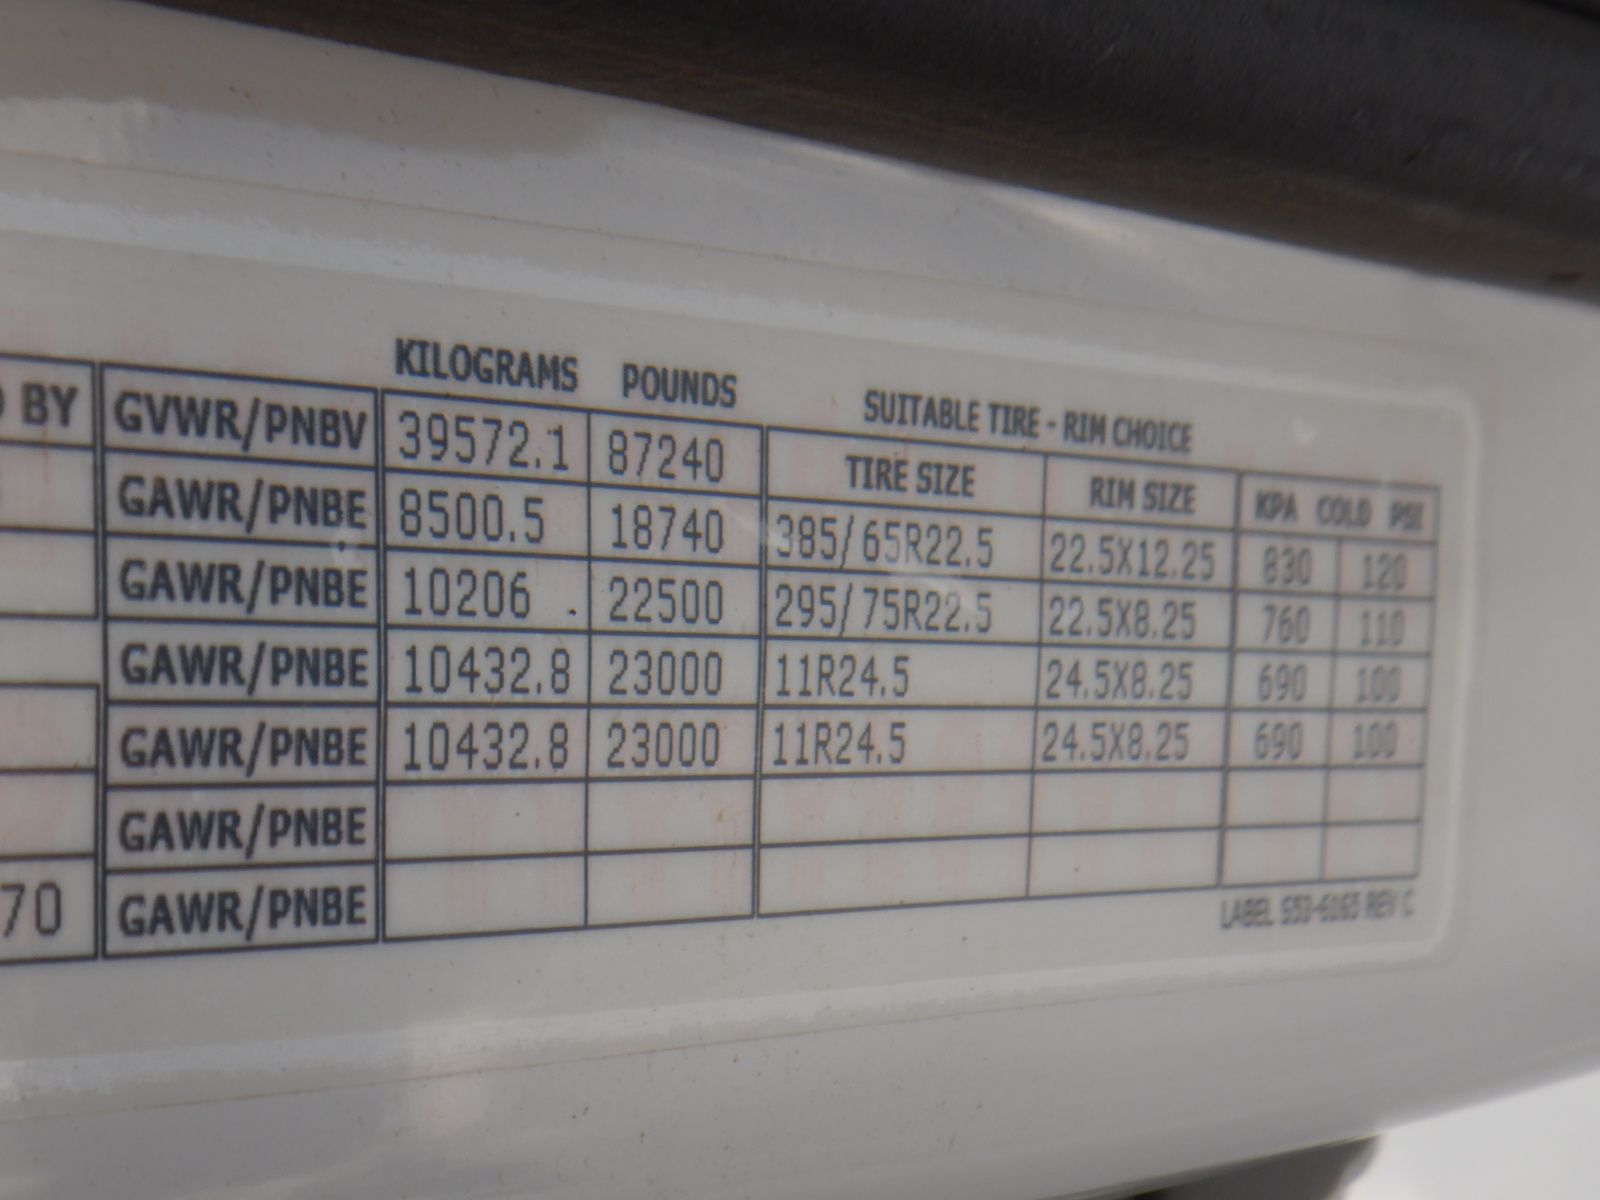 KILOGRAMS POUNDS SUITABLE TIRE - RIM CHOICE
BY GVWR/PNBV 39572.1 87240 TIRE SIZE RIM SIZE KPA COLD PSI
GAWR/PNBE 8500.5 18740 385/65R22.5 22.5X12.25 830 120
GAWR/PNBE 10206 22500 295/75R22.5 22.5X8.25 760 110
GAWR/PNBE 10432.8 23000 11R24.5 24.5X8.25 690 100
GAWR/PNBE 10432.8 23000 11R24.5 24.5X8.25 690 100
GAWR/PNBE
70 GAWR/PNBE
LABEL REV C